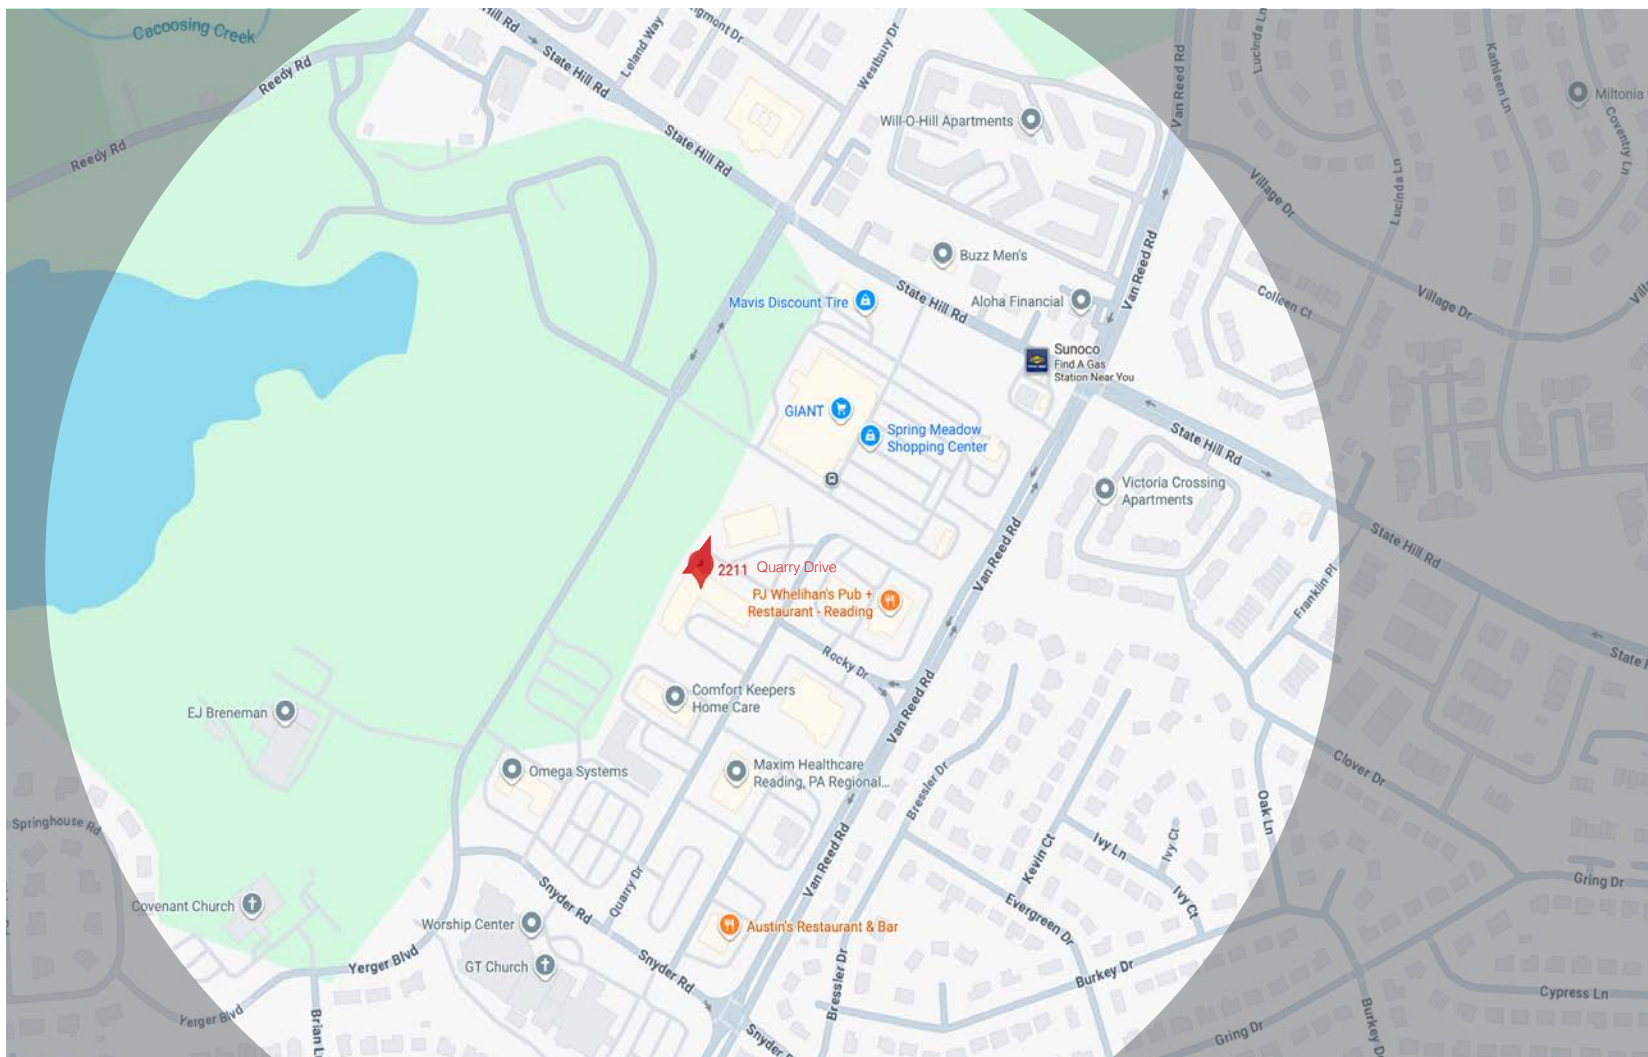 Cacoosing Creek
Hill Rd
Leland Way
Westbury Dr
Van Reed Rd
Lucinda Ln
Kathleen Ln
Miltonia
Coventry Ln
Reedy Rd
State Hill Rd
Will-O-Hill Apartments
Reedy Rd
State Hill Rd
Village Dr
Lucinda Ln
Buzz Men's
Van Reed Rd
Mavis Discount Tire
State Hill Rd
Aloha Financial
Colleen Ct
Village Dr
Sunoco
Find A Gas
Station Near You
GIANT
Spring Meadow
Shopping Center
State Hill Rd
Victoria Crossing
Apartments
Van Reed Rd
State Hill Rd
2211 Quarry Drive
PJ Whelihan's Pub +
Restaurant - Reading
Franklin Pl
Rocky Dr
Comfort Keepers
Home Care
Van Reed Rd
EJ Breneman
Omega Systems
Maxim Healthcare
Reading, PA Regional...
Bressler Dr
Clover Dr
Oak Ln
Springhouse Rd
Van Reed Rd
Kevin Ct
Ivy Ln
Ivy Ct
Ivy Ct
Gring Dr
Covenant Church
Snyder Rd
Quarry Dr
Evergreen Dr
Worship Center
Austin's Restaurant & Bar
Yerger Blvd
GT Church
Snyder Rd
Bressler Dr
Burkey Dr
Cypress Ln
Yerger Blvd
Snyder
Gring Dr
Burkey D